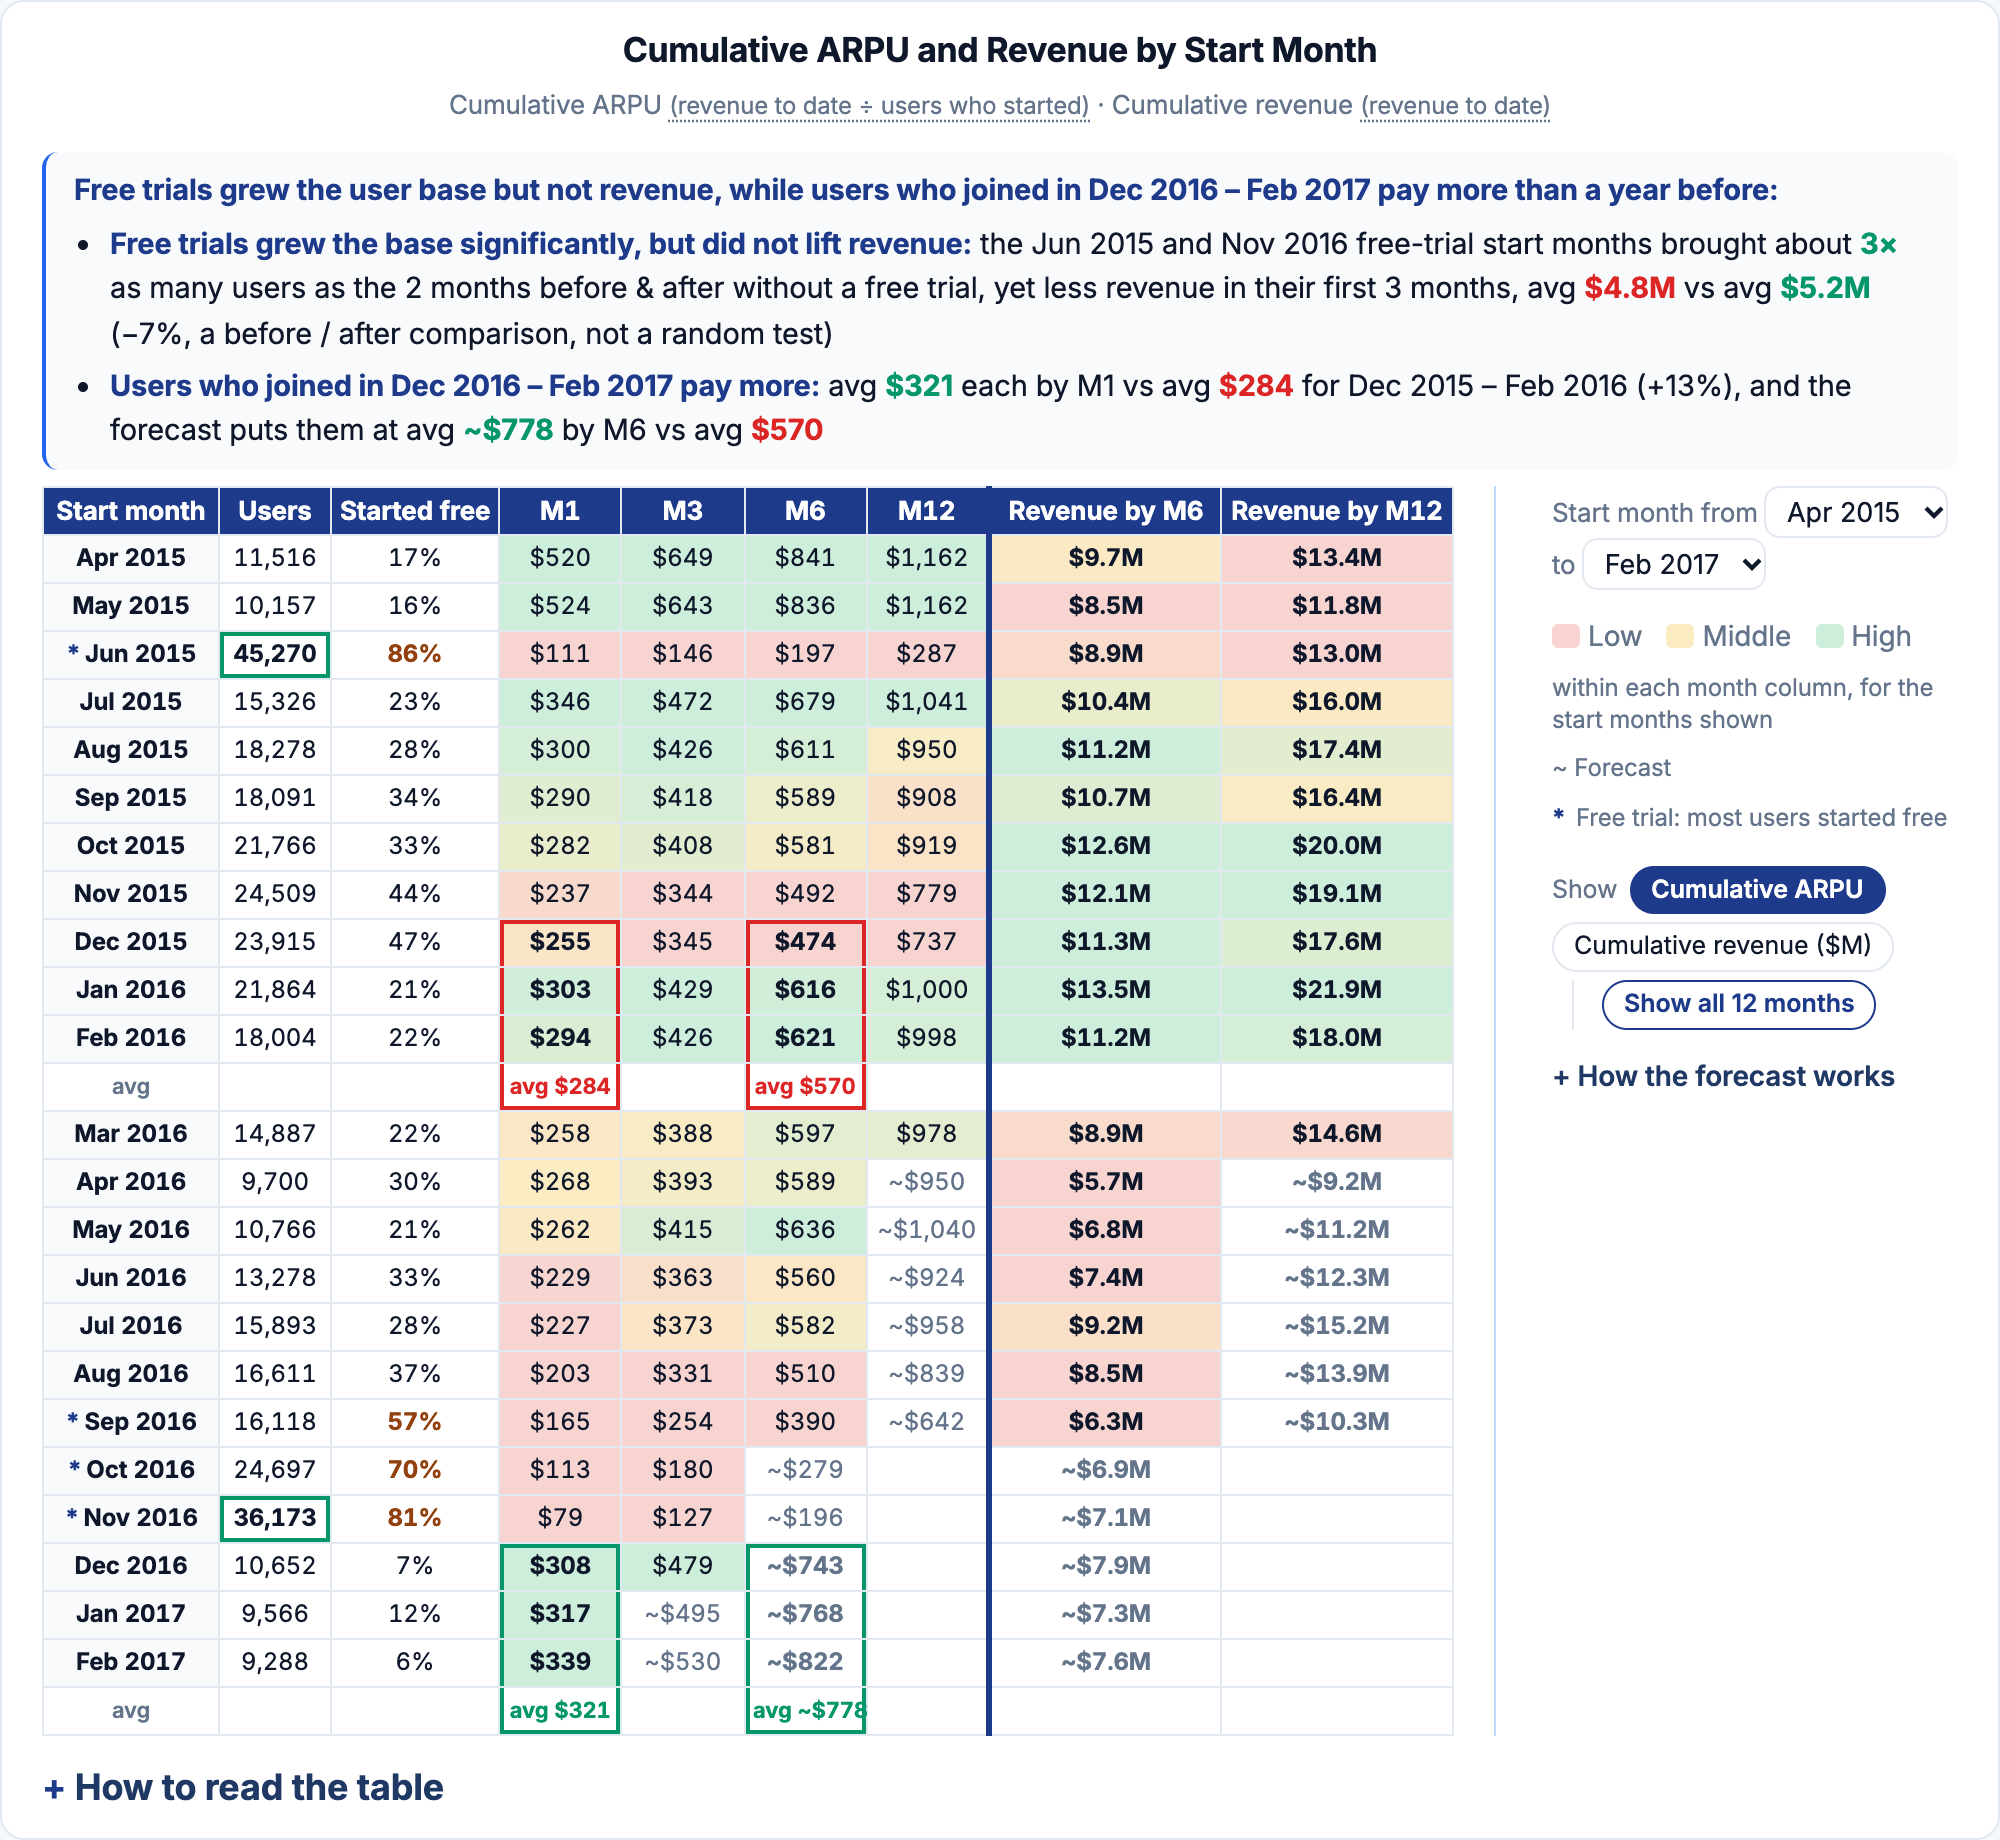 Cumulative ARPU and Revenue by Start Month
Cumulative ARPU (revenue to date ÷ users who started) · Cumulative revenue (revenue to date)
Free trials grew the user base but not revenue, while users who joined in Dec 2016 – Feb 2017 pay more than a year before:
• Free trials grew the base significantly, but did not lift revenue: the Jun 2015 and Nov 2016 free-trial start months brought about 3×
as many users as the 2 months before & after without a free trial, yet less revenue in their first 3 months, avg $4.8M vs avg $5.2M
(−7%, a before / after comparison, not a random test)
• Users who joined in Dec 2016 – Feb 2017 pay more: avg $321 each by M1 vs avg $284 for Dec 2015 – Feb 2016 (+13%), and the
forecast puts them at avg ~$778 by M6 vs avg $570
Start month Users Started free M1 M3 M6 M12 Revenue by M6 Revenue by M12
Apr 2015 11,516 17% $520 $649 $841 $1,162 $9.7M $13.4M
May 2015 10,157 16% $524 $643 $836 $1,162 $8.5M $11.8M
* Jun 2015 45,270 86% $111 $146 $197 $287 $8.9M $13.0M
Jul 2015 15,326 23% $346 $472 $679 $1,041 $10.4M $16.0M
Aug 2015 18,278 28% $300 $426 $611 $950 $11.2M $17.4M
Sep 2015 18,091 34% $290 $418 $589 $908 $10.7M $16.4M
Oct 2015 21,766 33% $282 $408 $581 $919 $12.6M $20.0M
Nov 2015 24,509 44% $237 $344 $492 $779 $12.1M $19.1M
Dec 2015 23,915 47% $255 $345 $474 $737 $11.3M $17.6M
Jan 2016 21,864 21% $303 $429 $616 $1,000 $13.5M $21.9M
Feb 2016 18,004 22% $294 $426 $621 $998 $11.2M $18.0M
avg avg $284 avg $570
Mar 2016 14,887 22% $258 $388 $597 $978 $8.9M $14.6M
Apr 2016 9,700 30% $268 $393 $589 ~$950 $5.7M ~$9.2M
May 2016 10,766 21% $262 $415 $636 ~$1,040 $6.8M ~$11.2M
Jun 2016 13,278 33% $229 $363 $560 ~$924 $7.4M ~$12.3M
Jul 2016 15,893 28% $227 $373 $582 ~$958 $9.2M ~$15.2M
Aug 2016 16,611 37% $203 $331 $510 ~$839 $8.5M ~$13.9M
* Sep 2016 16,118 57% $165 $254 $390 ~$642 $6.3M ~$10.3M
* Oct 2016 24,697 70% $113 $180 ~$279 ~$6.9M
* Nov 2016 36,173 81% $79 $127 ~$196 ~$7.1M
Dec 2016 10,652 7% $308 $479 ~$743 ~$7.9M
Jan 2017 9,566 12% $317 ~$495 ~$768 ~$7.3M
Feb 2017 9,288 6% $339 ~$530 ~$822 ~$7.6M
avg avg $321 avg ~$778
Start month from Apr 2015
to Feb 2017
Low Middle High
within each month column, for the
start months shown
~ Forecast
* Free trial: most users started free
Show Cumulative ARPU
Cumulative revenue ($M)
Show all 12 months
+ How the forecast works
+ How to read the table